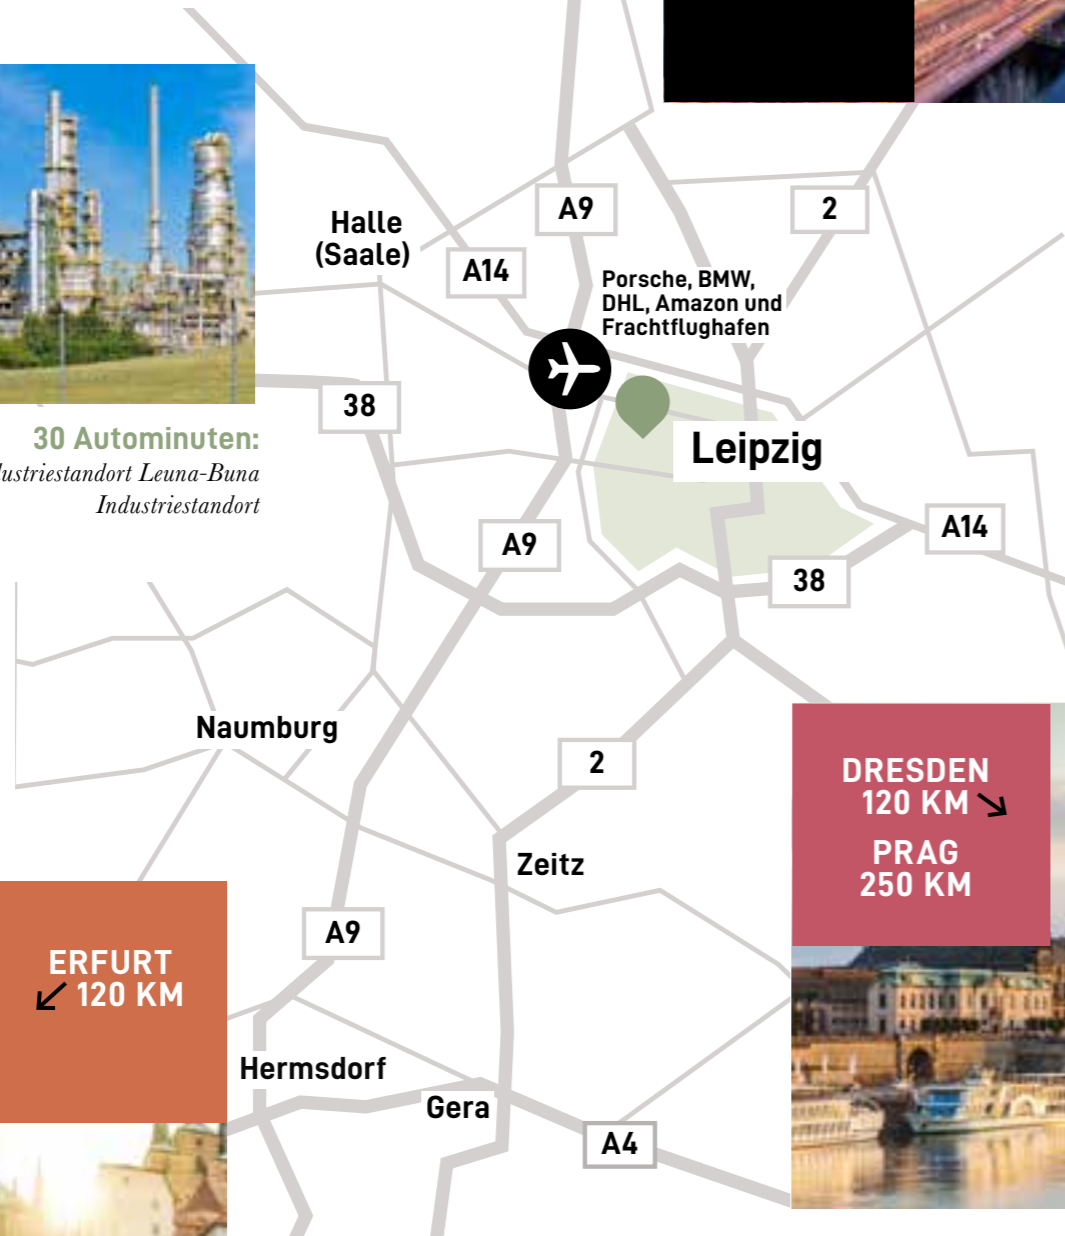 A9
2
Halle
(Saale)
A14
Porsche, BMW,
DHL, Amazon und
Frachtflughafen
38
30 Autominuten:
Leuna-Buna
Industriestandort
Leipzig
A9
A14
38
Naumburg
2
DRESDEN
120 KM
PRAG
250 KM
Zeitz
A9
ERFURT
120 KM
Hermsdorf
Gera
A4